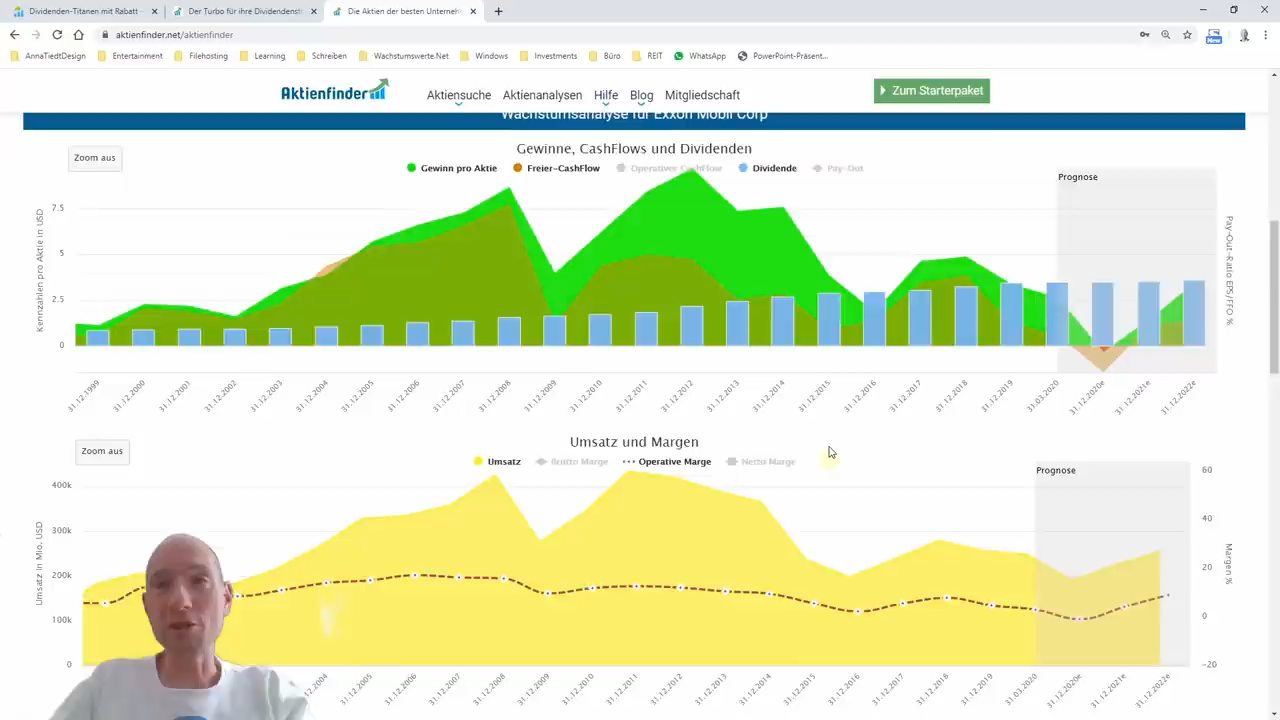 Dividenden-Titanen mit Rabatt -
Der Turbo für ihre Dividendenst
Die Aktien der besten Unterneh
aktienfinder.net/aktienfinder
AnnaTiedtDesign
Entertainment
Filehosting
Learning
Schreiben
Wachstumswerte.Net
Windows
Investments
Büro
REIT
WhatsApp
PowerPoint-Präsent...
New
Aktienfinder
Aktiensuche
Aktienanalysen
Hilfe
Blog
Mitgliedschaft
Zum Starterpaket
Wachstumsanalyse für Exxon Mobil Corp
Gewinne, CashFlows und Dividenden
Zoom aus
Gewinn pro Aktie
Freier-CashFlow
Operativer CashFlow
Dividende
Pay-Out
Prognose
Kennzahlen pro Aktie in USD
7.5
5
2.5
0
Pay-Out-Ratio EPS/FFO %
31.12.1999
31.12.2000
31.12.2001
31.12.2002
31.12.2003
31.12.2004
31.12.2005
31.12.2006
31.12.2007
31.12.2008
31.12.2009
31.12.2010
31.12.2011
31.12.2012
31.12.2013
31.12.2014
31.12.2015
31.12.2016
31.12.2017
31.12.2018
31.12.2019
31.03.2020
31.12.2020e
31.12.2021e
31.12.2022e
Umsatz und Margen
Zoom aus
Umsatz
Brutto Marge
Operative Marge
Netto Marge
Prognose
Umsatz in Mio. USD
400k
300k
200k
100k
0
60
40
20
0
-20
Margen %
31.12.2004
31.12.2005
31.12.2006
31.12.2007
31.12.2008
31.12.2009
31.12.2010
31.12.2011
31.12.2012
31.12.2013
31.12.2014
31.12.2015
31.12.2016
31.12.2017
31.12.2018
31.12.2019
31.03.2020
31.12.2020e
31.12.2021e
31.12.2022e